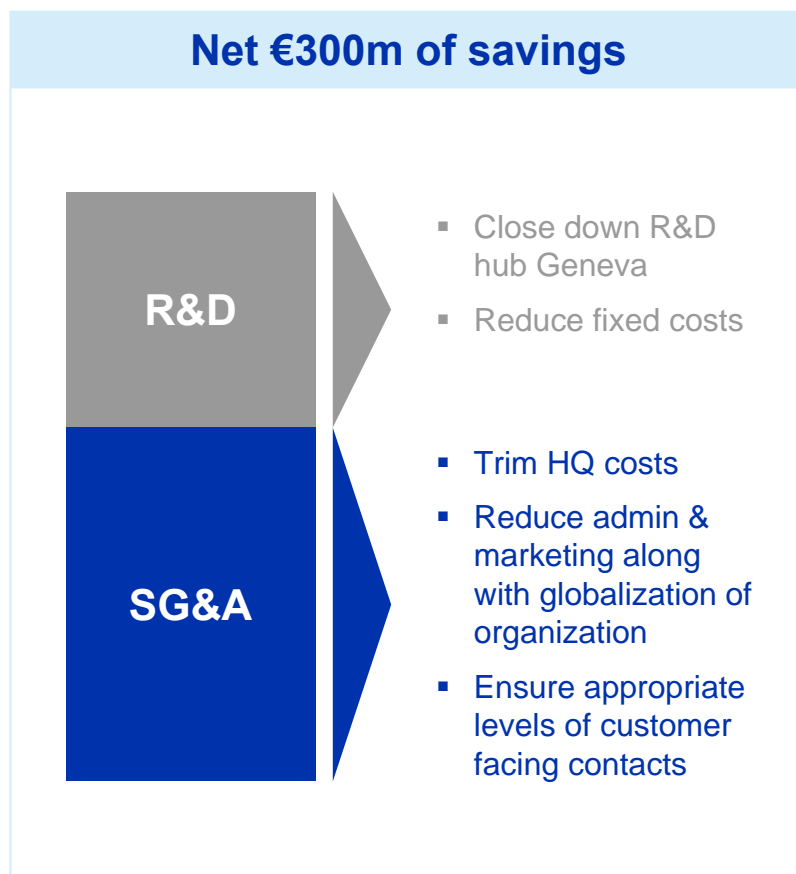 Net €300m of savings
R&D
▪ Close down R&D
hub Geneva
▪ Reduce fixed costs
SG&A
▪ Trim HQ costs
▪ Reduce admin &
marketing along
with globalization of
organization
▪ Ensure appropriate
levels of customer
facing contacts